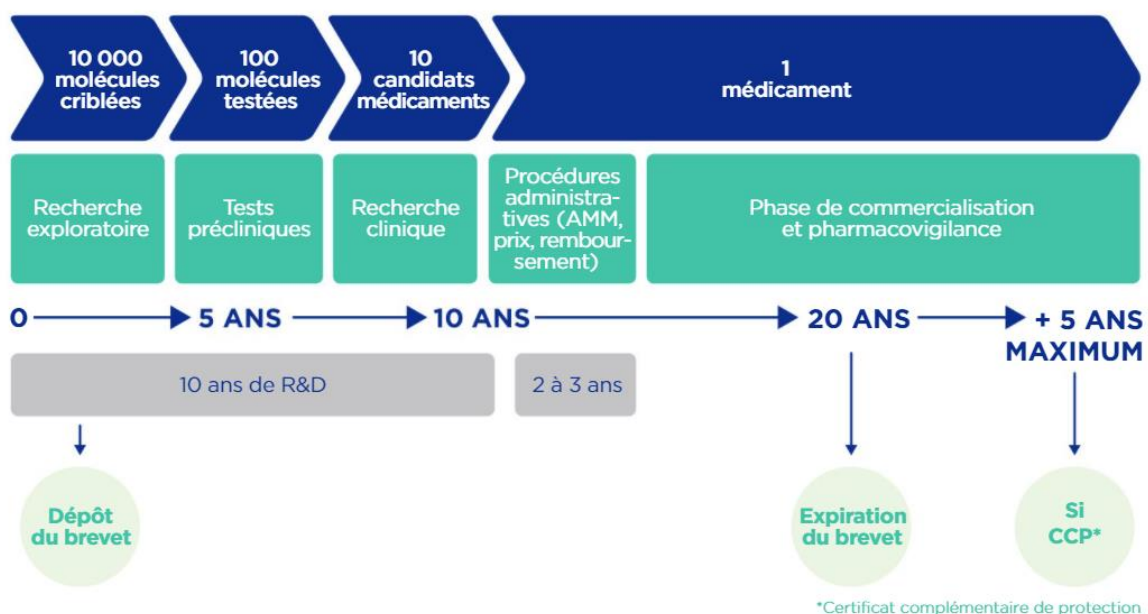 10 000
molécules
criblées
100
molécules
testées
10
candidats
médicaments
1
médicament
Recherche
exploratoire
Tests
précliniques
Recherche
clinique
Procédures
administra-
tives (AMM,
prix, rembour-
sement)
Phase de commercialisation
et pharmacovigilance
0
5 ANS
10 ANS
20 ANS
+ 5 ANS
MAXIMUM
10 ans de R&D
2 à 3 ans
Dépôt
du brevet
Expiration
du brevet
Si
CCP*
*Certificat complémentaire de protection